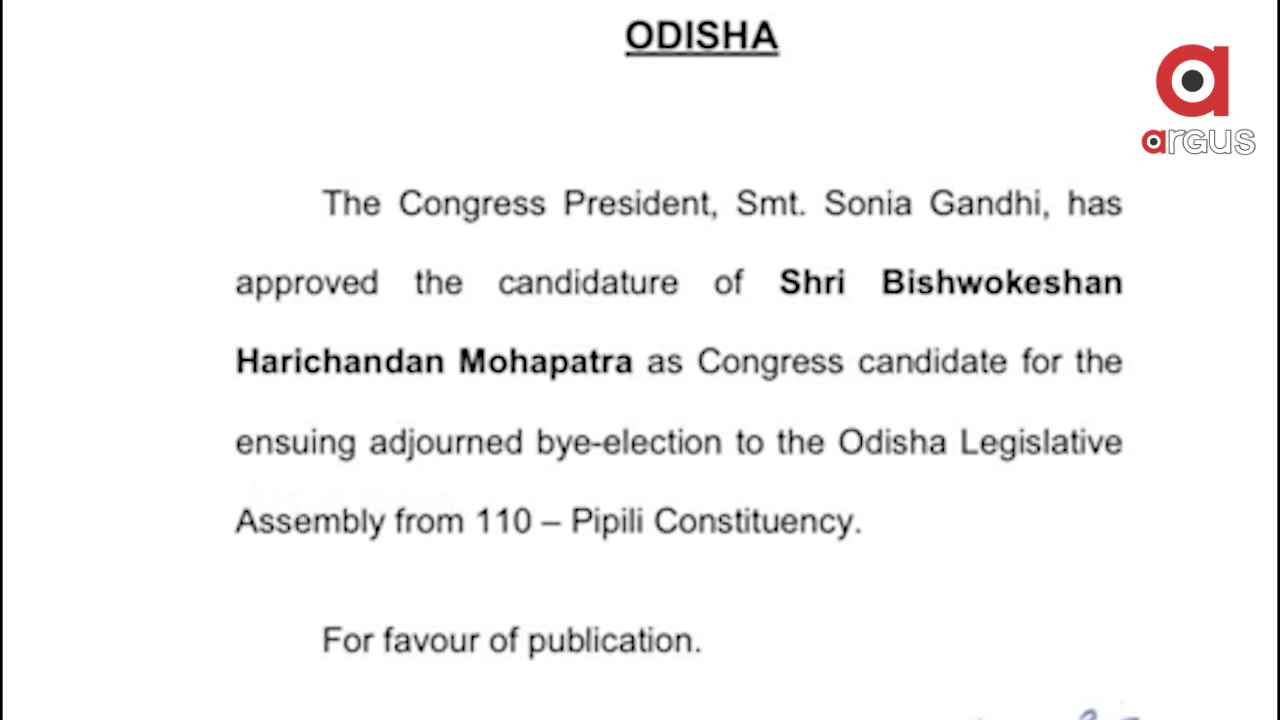 ODISHA
argus
The Congress President, Smt. Sonia Gandhi, has
approved the candidature of Shri Bishwokeshan
Harichandan Mohapatra as Congress candidate for the
ensuing adjourned bye-election to the Odisha Legislative
Assembly from 110 – Pipili Constituency.
For favour of publication.